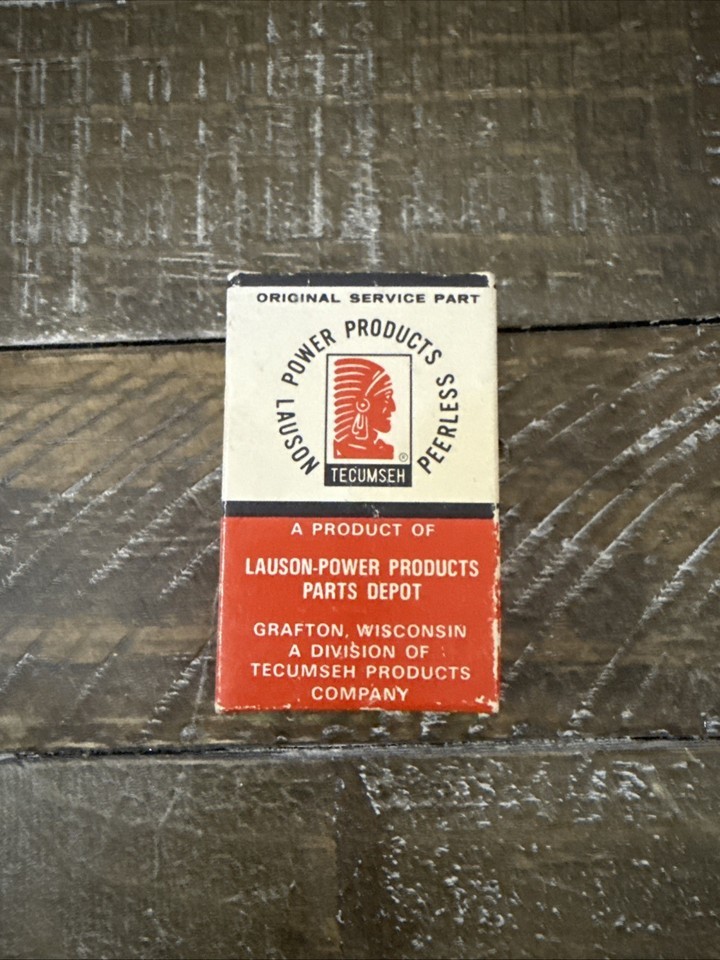 ORIGINAL SERVICE PART
LAUSON POWER PRODUCTS PEERLESS
®
TECUMSEH
A PRODUCT OF
LAUSON-POWER PRODUCTS
PARTS DEPOT
GRAFTON, WISCONSIN
A DIVISION OF
TECUMSEH PRODUCTS
COMPANY